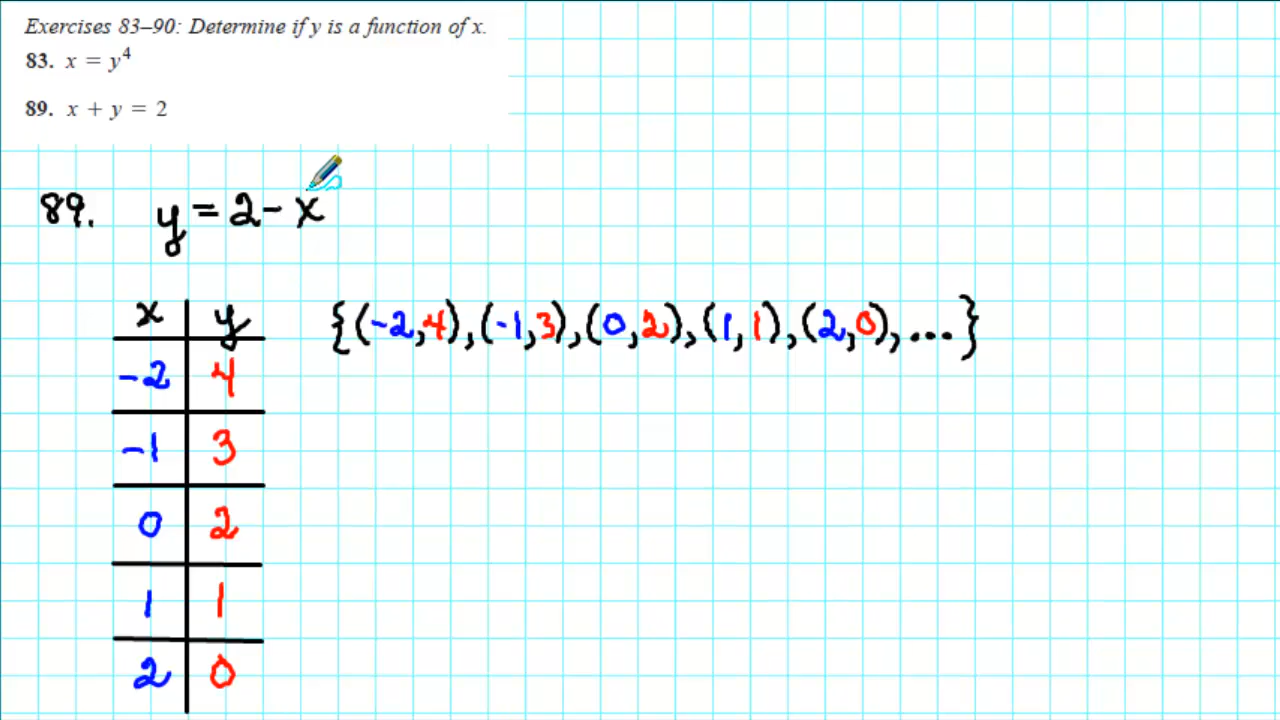 Exercises 83–90: Determine if y is a function of x.
83. x = y⁴
89. x + y = 2
89. y = 2 - x
x y
{(-2,4),(-1,3),(0,2),(1,1),(2,0),...}
-2 4
-1 3
0 2
1 1
2 0